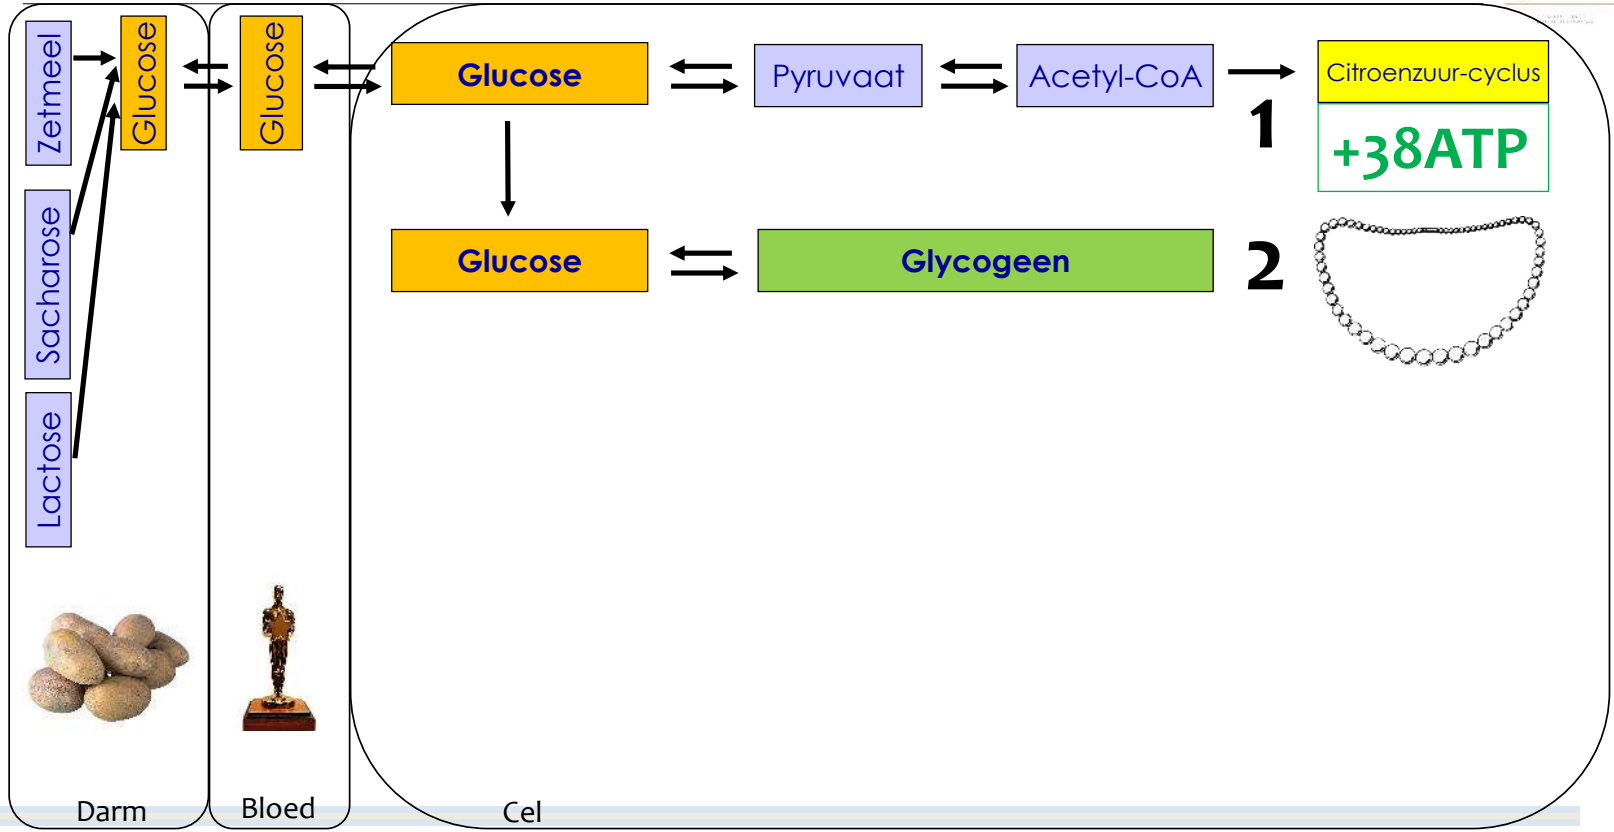 Zetmeel
Glucose
Sacharose
Lactose
Glucose
Glucose
Pyruvaat
Acetyl-CoA
Citroenzuur-cyclus
1
+38ATP
Glucose
Glycogeen
2
Darm
Bloed
Cel